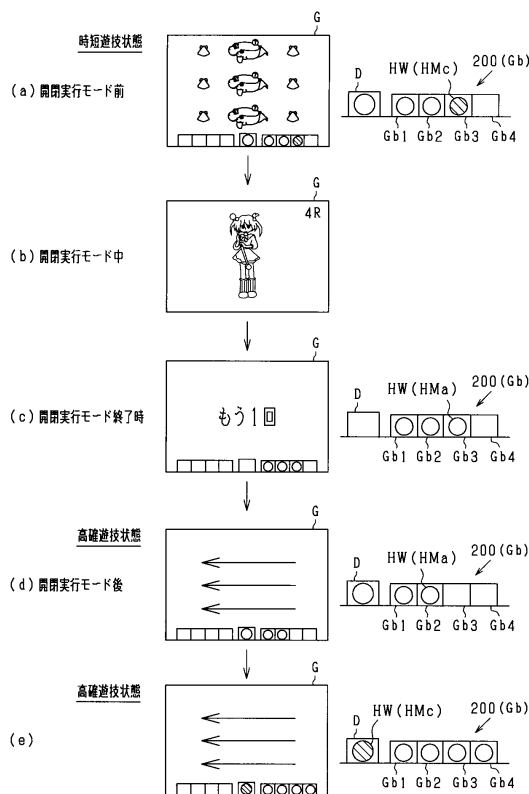 G
時短遊技状態
(a) 開閉実行モード前
HW(HMc)
200(Gb)
D
Gb1 Gb2 Gb3 Gb4
G
4R
(b) 開閉実行モード中
G
(c) 開閉実行モード終了時
もう1回
HW(HMa)
200(Gb)
D
Gb1 Gb2 Gb3 Gb4
G
高確遊技状態
(d) 開閉実行モード後
HW(HMa)
200(Gb)
D
Gb1 Gb2 Gb3 Gb4
G
高確遊技状態
(e)
HW(HMc)
200(Gb)
D
Gb1 Gb2 Gb3 Gb4